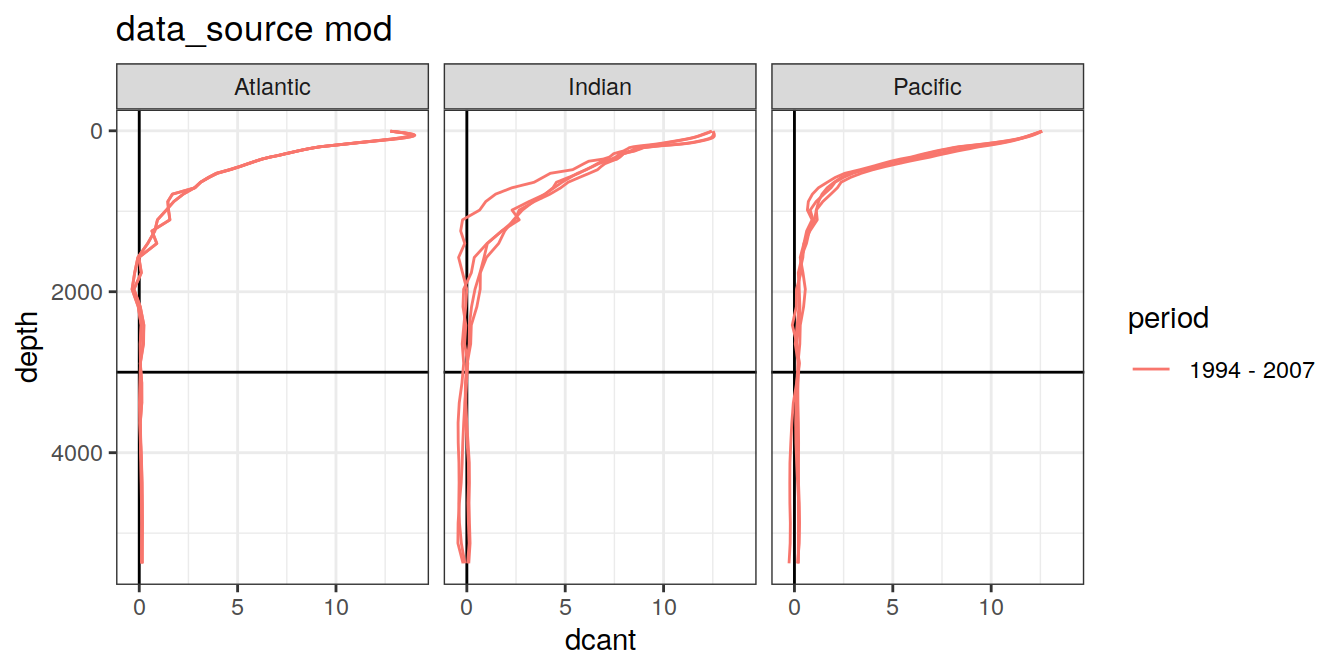 data_source mod
Atlantic Indian Pacific
0
2000
4000
depth
0 5 10 0 5 10 0 5 10
dcant
period
1994 - 2007